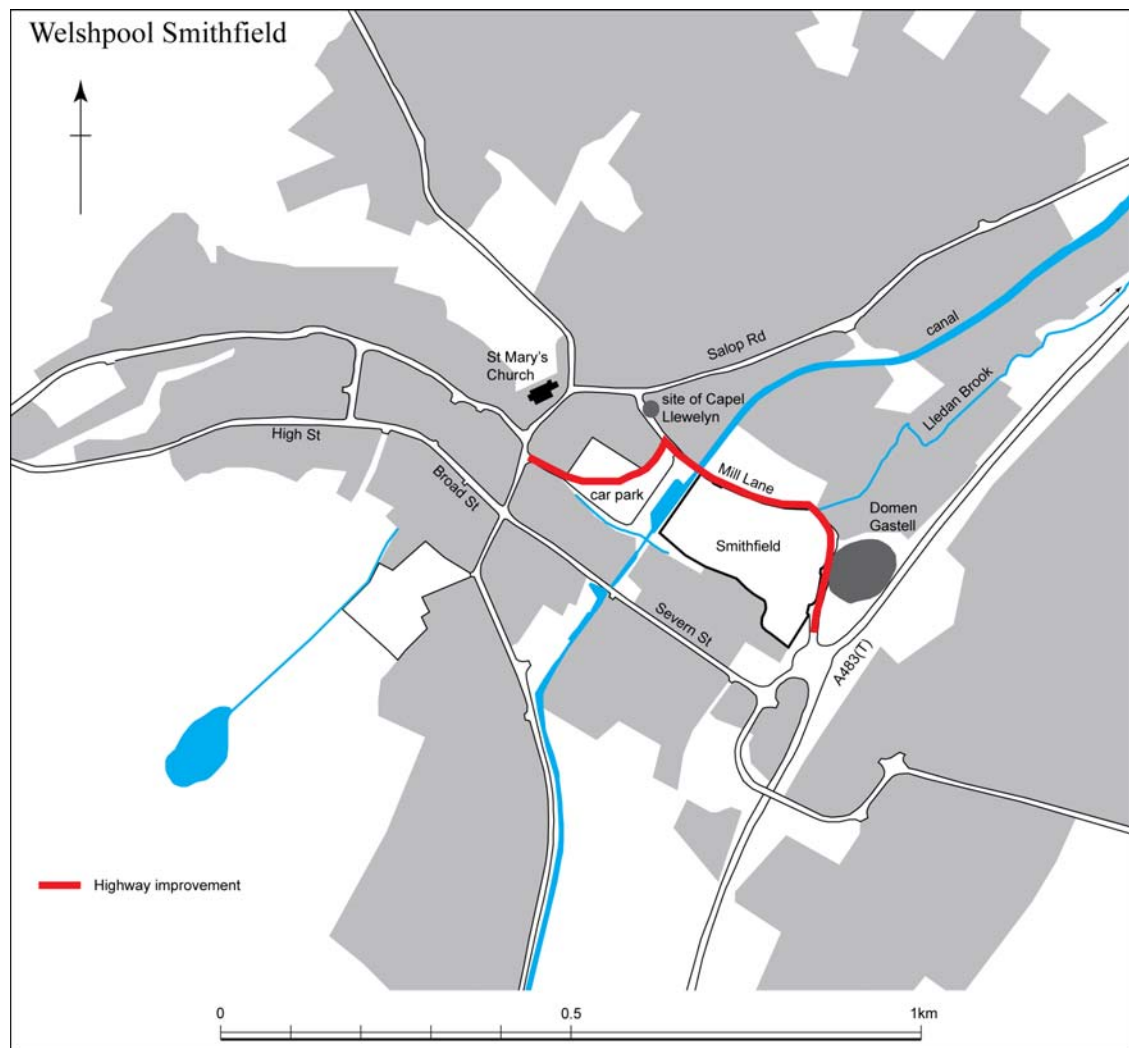 Welshpool Smithfield
St Mary's
Church
Salop Rd
canal
site of Capel
Llewelyn
Lledan Brook
High St
Broad St
car park
Mill Lane
Domen
Gastell
Smithfield
Severn St
A483(T)
Highway improvement
0
0.5
1km